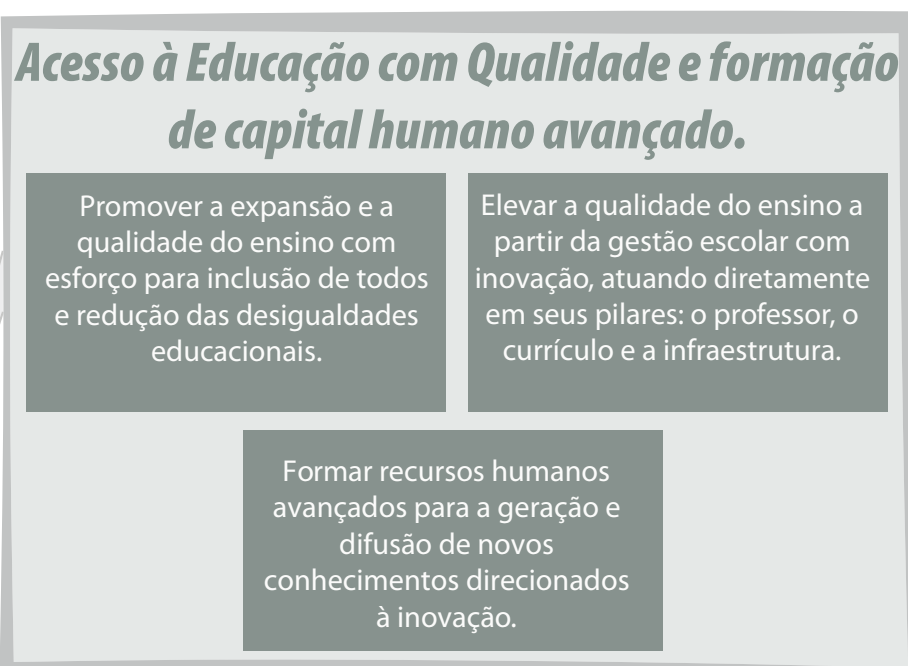 Acesso à Educação com Qualidade e formação
de capital humano avançado.
Promover a expansão e a
qualidade do ensino com
esforço para inclusão de todos
e redução das desigualdades
educacionais.
Elevar a qualidade do ensino a
partir da gestão escolar com
inovação, atuando diretamente
em seus pilares: o professor, o
currículo e a infraestrutura.
Formar recursos humanos
avançados para a geração e
difusão de novos
conhecimentos direcionados
à inovação.